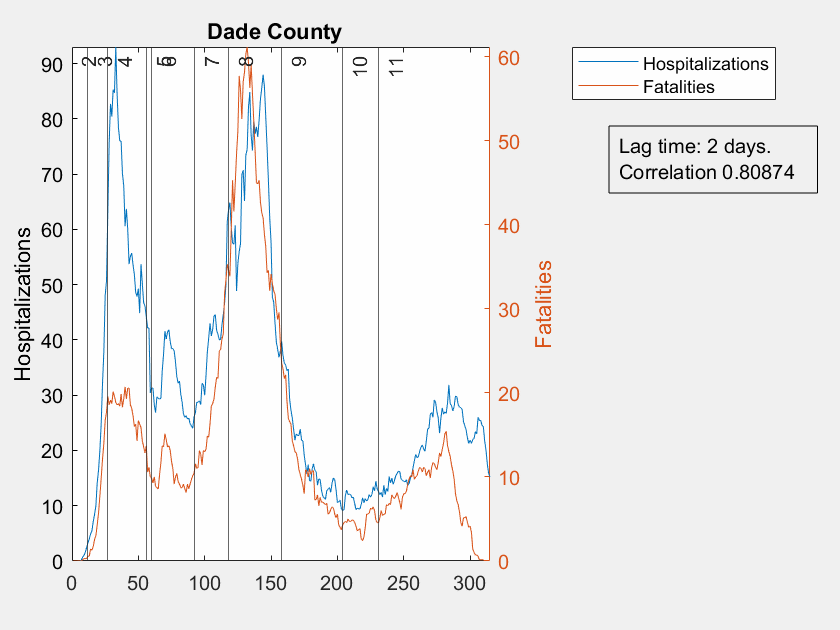 Dade County
Hospitalizations
Fatalities
Lag time: 2 days.
Correlation 0.80874
2 3 4 5 6 7 8 9 10 11
90
80
70
60
50
40
30
20
10
0
Hospitalizations
60
50
40
30
20
10
0
Fatalities
0 50 100 150 200 250 300